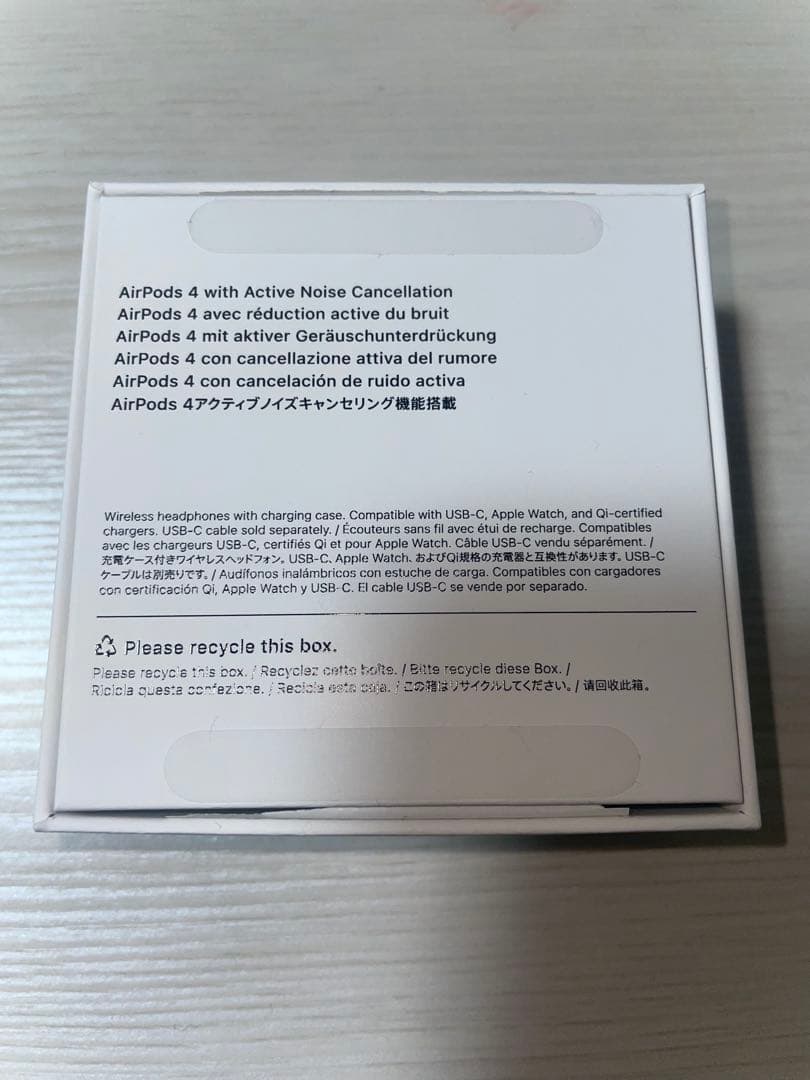 AirPods 4 with Active Noise Cancellation
AirPods 4 avec réduction active du bruit
AirPods 4 mit aktiver Geräuschunterdrückung
AirPods 4 con cancellazione attiva del rumore
AirPods 4 con cancelación de ruido activa
AirPods 4アクティブノイズキャンセリング機能搭載
Wireless headphones with charging case. Compatible with USB-C, Apple Watch, and Qi-certified
chargers. USB-C cable sold separately. / Écouteurs sans fil avec étui de recharge. Compatibles
avec les chargeurs USB-C, certifiés Qi et pour Apple Watch. Câble USB-C vendu séparément. /
充電ケース付きワイヤレスヘッドフォン。USB-C、Apple Watch、およびQi規格の充電器と互換性があります。USB-C
ケーブルは別売りです。/ Audífonos inalámbricos con estuche de carga. Compatibles con cargadores
con certificación Qi, Apple Watch y USB-C. El cable USB-C se vende por separado.
Please recycle this box.
Please recycle this box. / Recyclez cette boîte. / Bitte recycle diese Box. /
Ricicla questa confezione. / Recicla esta caja. / この箱はリサイクルしてください。/ 请回收此箱。